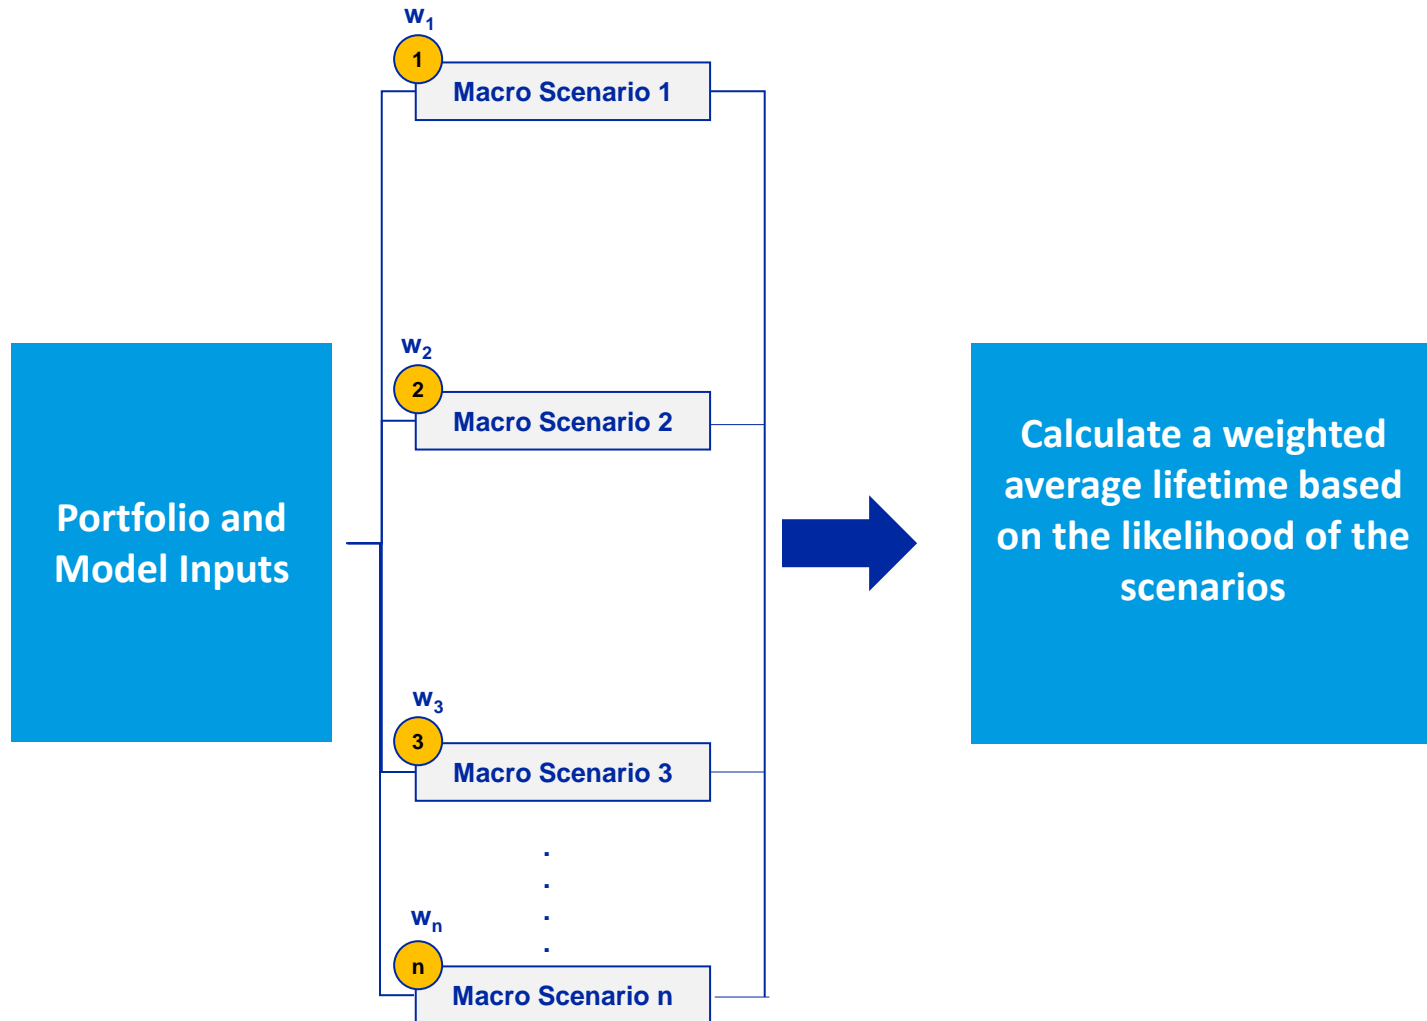 w1
1
Macro Scenario 1
w2
2
Macro Scenario 2
Portfolio and
Model Inputs
Calculate a weighted
average lifetime based
on the likelihood of the
scenarios
w3
3
Macro Scenario 3
.
.
.
.
wn
n
Macro Scenario n